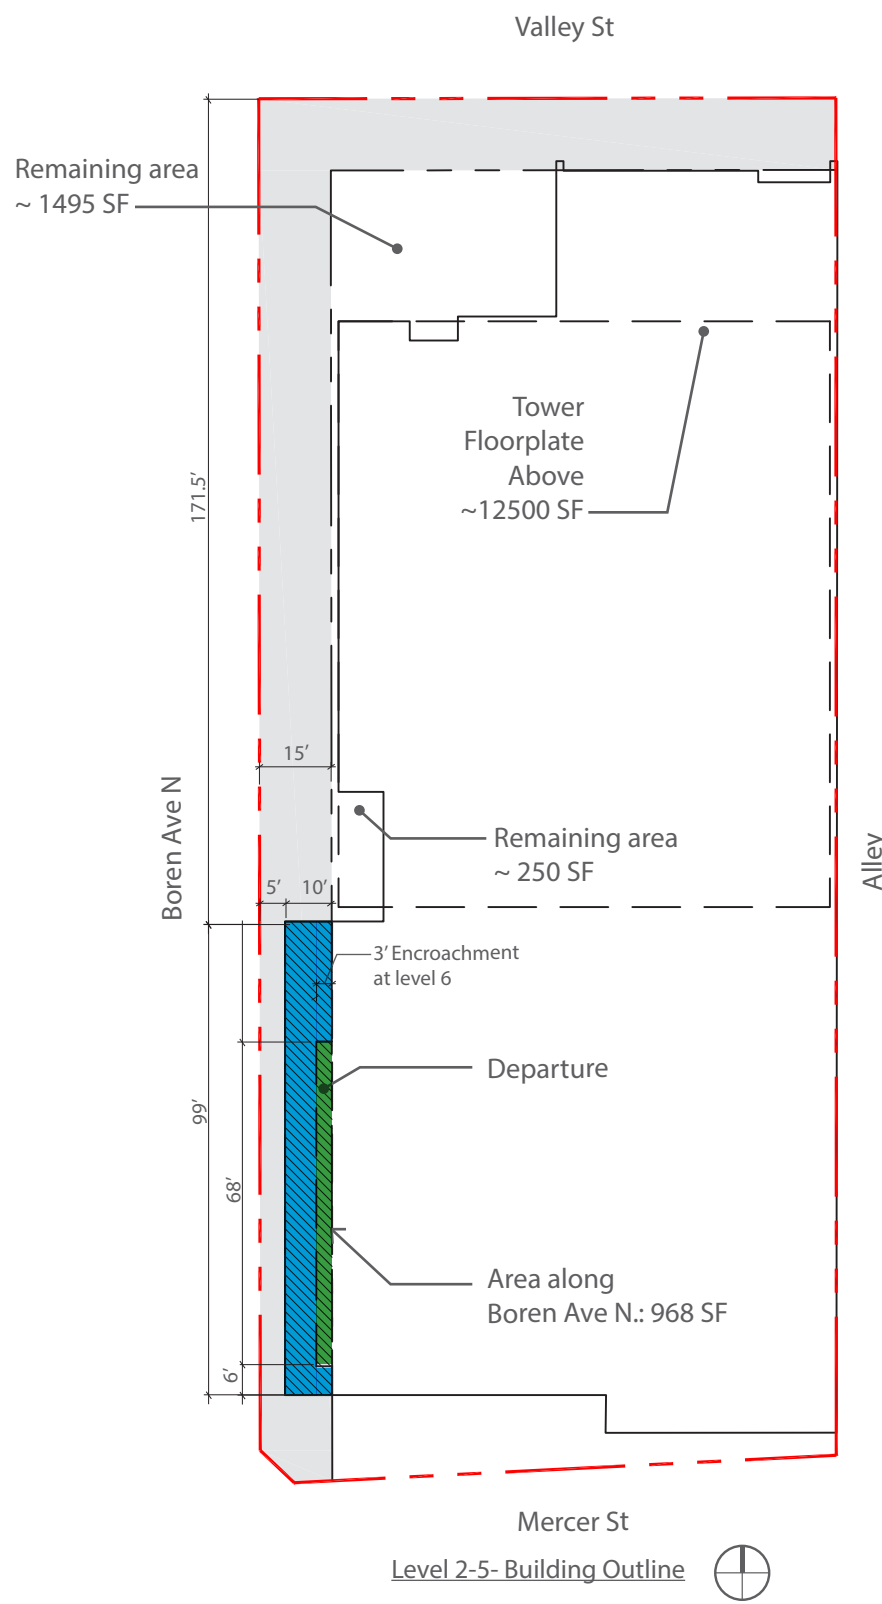 Valley St
Remaining area
~ 1495 SF
Tower
Floorplate
Above
~12500 SF
171.5’
15’
Boren Ave N
Remaining area
~ 250 SF
Alley
5’
10’
3’ Encroachment
at level 6
Departure
99’
68’
Area along
Boren Ave N.: 968 SF
6’
Mercer St
Level 2-5- Building Outline